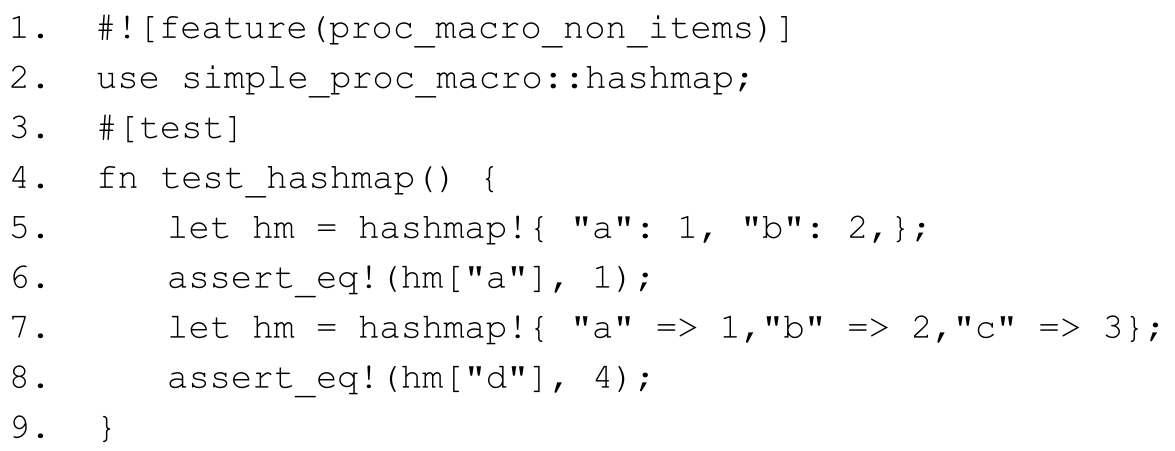 1. #![feature(proc_macro_non_items)]
2. use simple_proc_macro::hashmap;
3. #[test]
4. fn test_hashmap() {
5. let hm = hashmap!{ "a": 1, "b": 2,};
6. assert_eq!(hm["a"], 1);
7. let hm = hashmap!{ "a" => 1,"b" => 2,"c" => 3};
8. assert_eq!(hm["d"], 4);
9. }